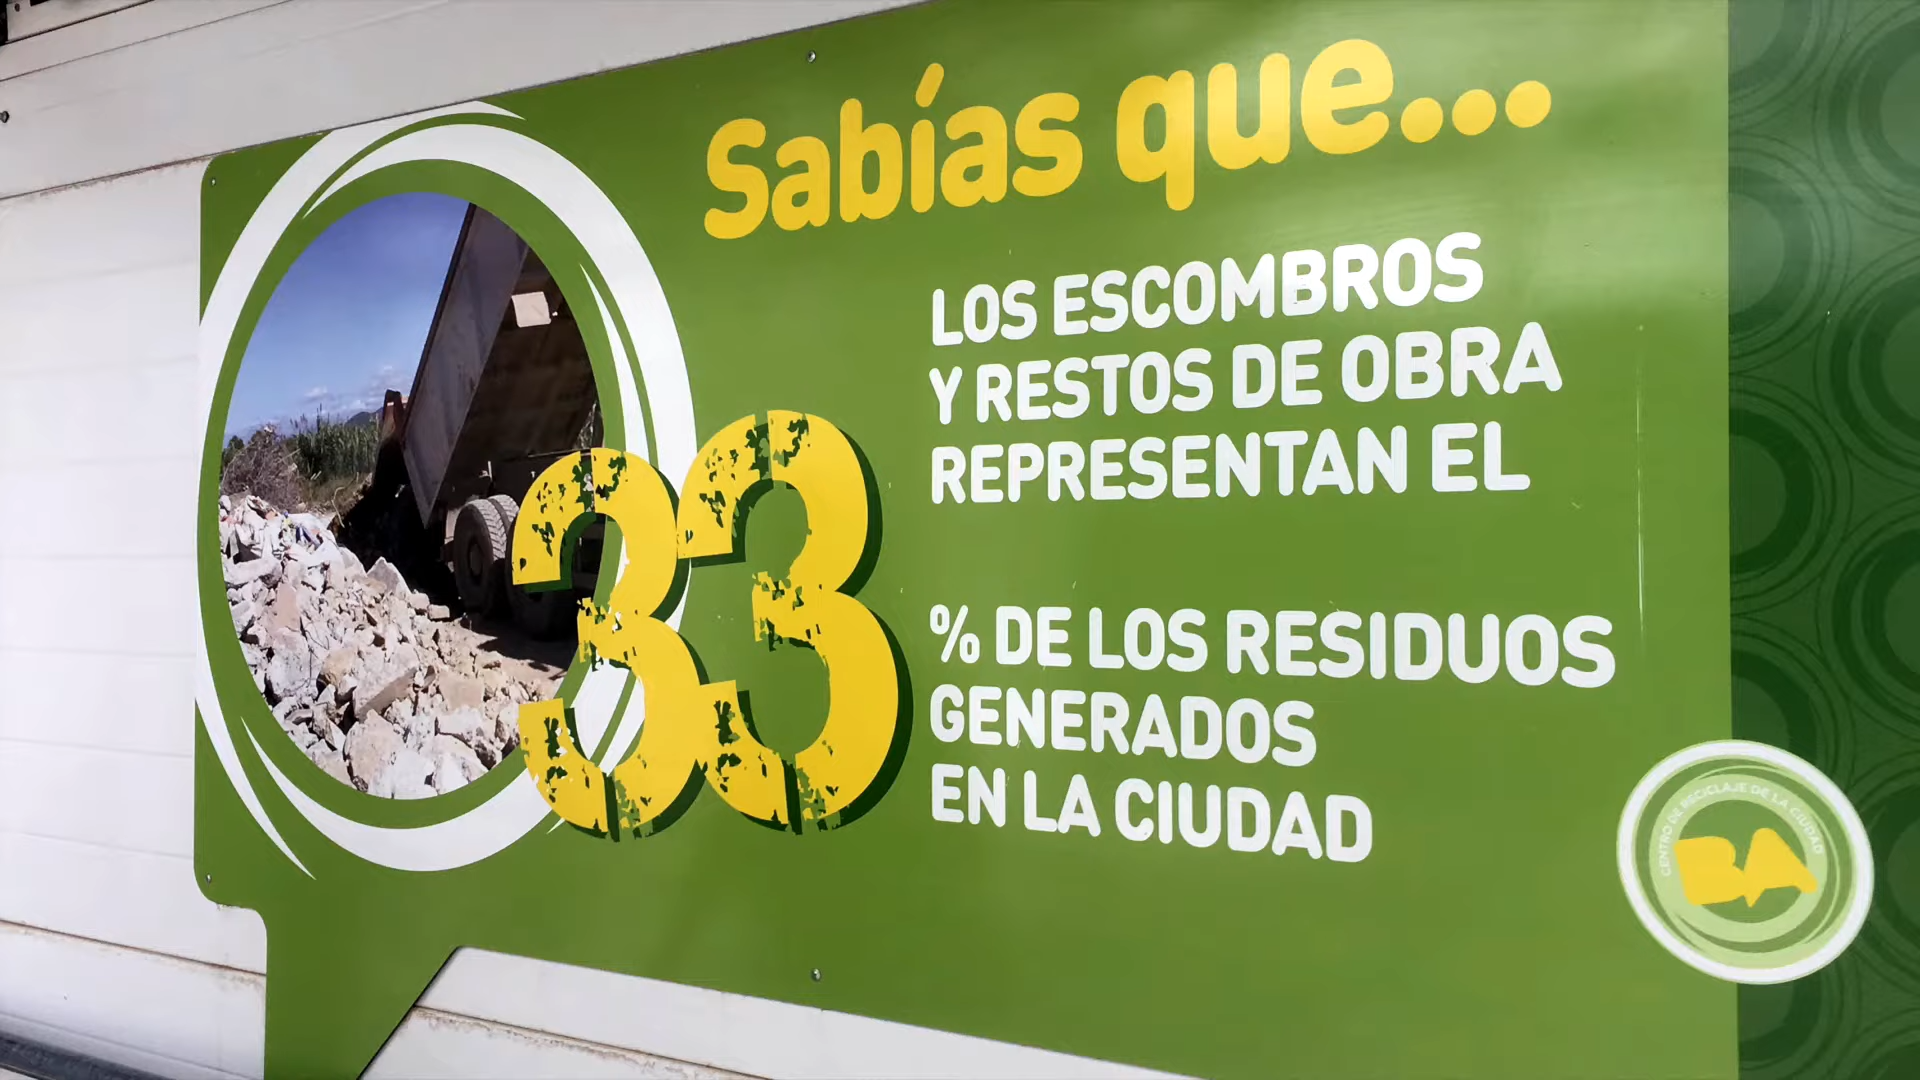 Sabías que...
LOS ESCOMBROS
Y RESTOS DE OBRA
REPRESENTAN EL
33
% DE LOS RESIDUOS
GENERADOS
EN LA CIUDAD
CENTRO DE RECICLAJE DE LA CIUDAD
BA